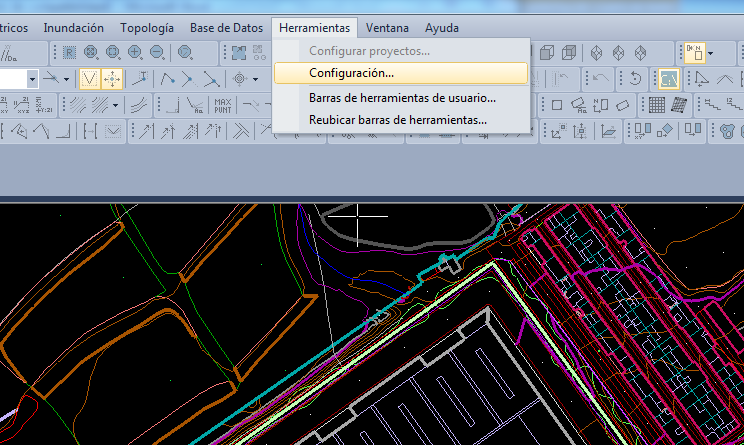 tricos Inundación Topología Base de Datos Herramientas Ventana Ayuda
Configurar proyectos...
Configuración...
Barras de herramientas de usuario...
Reubicar barras de herramientas...
MAX
PUNT